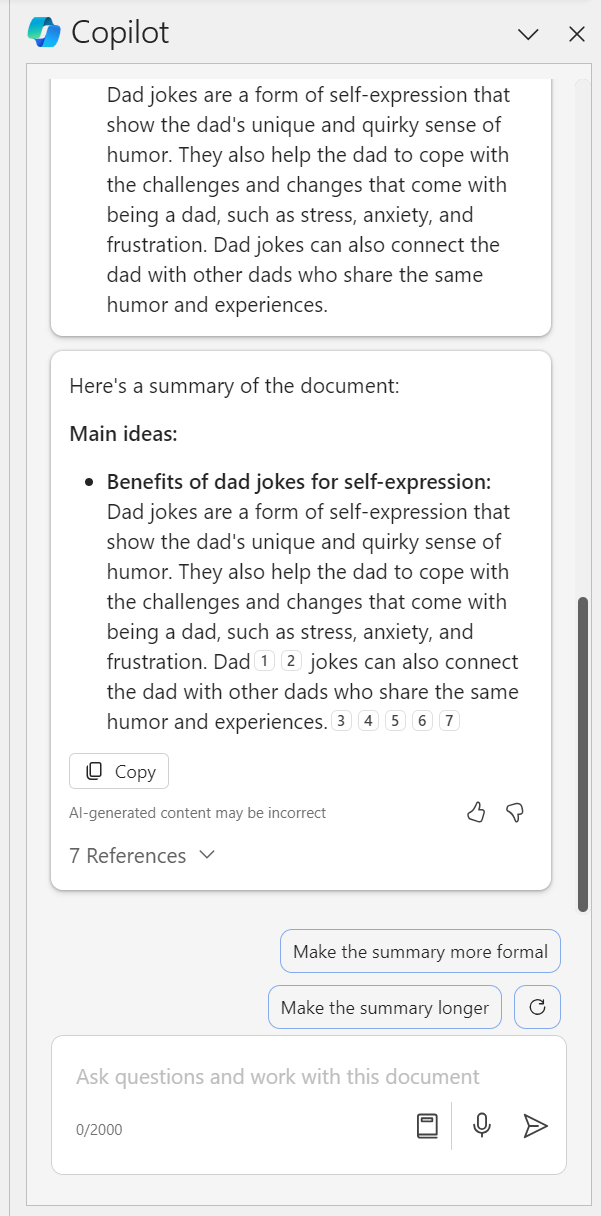 Copilot
Dad jokes are a form of self-expression that
show the dad's unique and quirky sense of
humor. They also help the dad to cope with
the challenges and changes that come with
being a dad, such as stress, anxiety, and
frustration. Dad jokes can also connect the
dad with other dads who share the same
humor and experiences.
Here's a summary of the document:
Main ideas:
• Benefits of dad jokes for self-expression:
Dad jokes are a form of self-expression that
show the dad's unique and quirky sense of
humor. They also help the dad to cope with
the challenges and changes that come with
being a dad, such as stress, anxiety, and
frustration. Dad 1 2 jokes can also connect
the dad with other dads who share the same
humor and experiences. 3 4 5 6 7
Copy
AI-generated content may be incorrect
7 References
Make the summary more formal
Make the summary longer
Ask questions and work with this document
0/2000